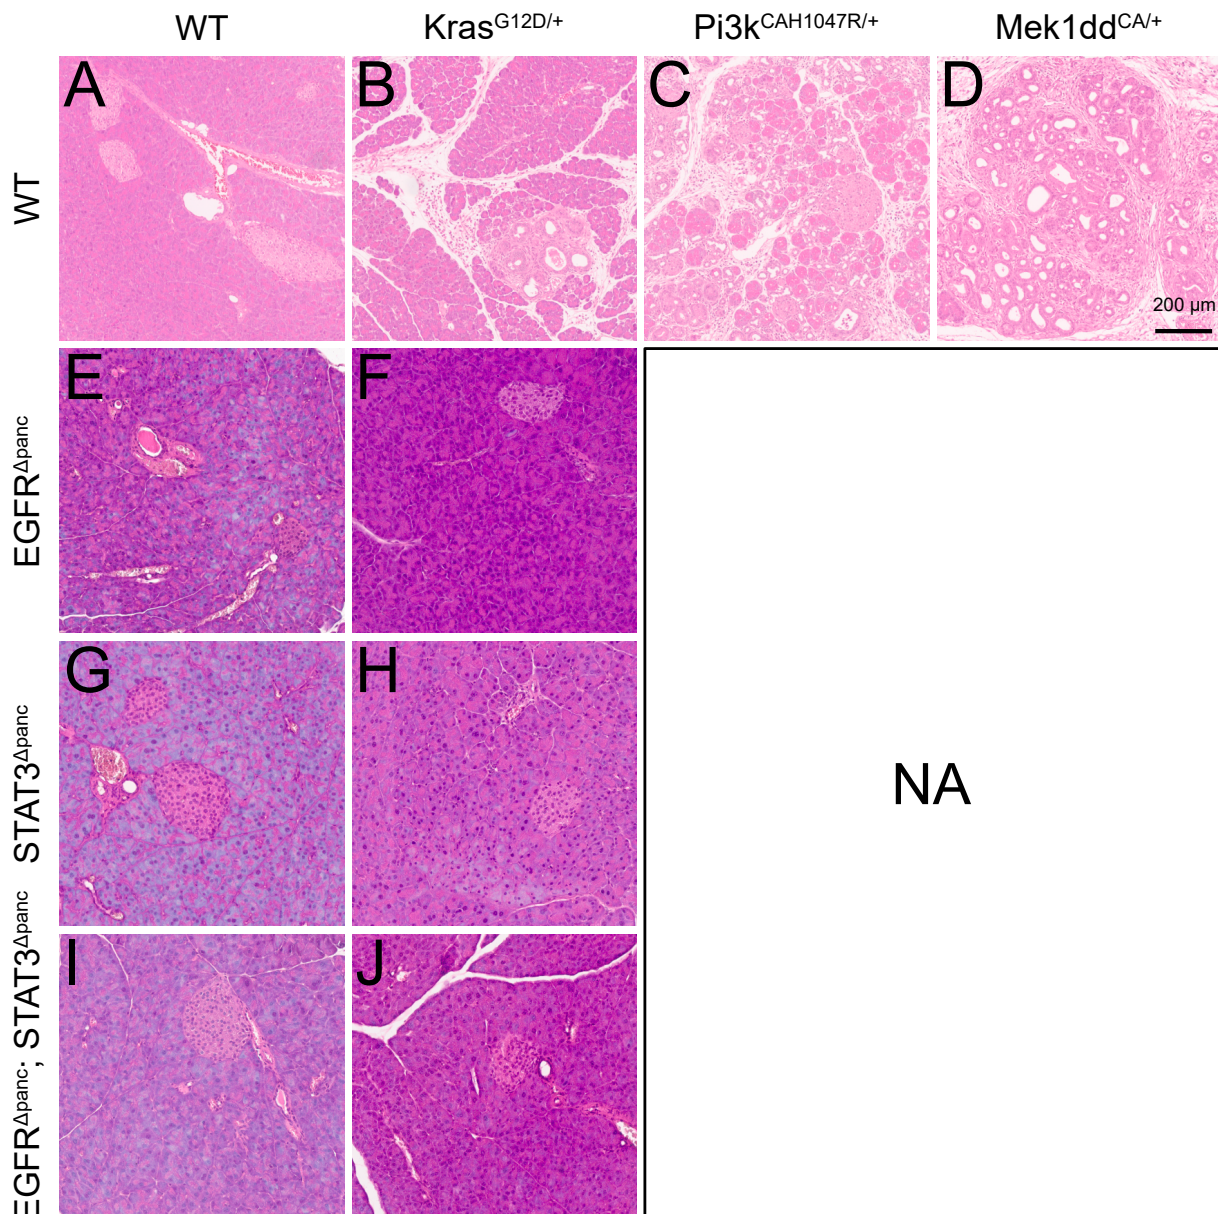 WT Kras^G12D/+ Pi3k^CAH1047R/+ Mek1dd^CA/+
WT
A B C D
200 µm
EGFR^Δpanc
E F
STAT3^Δpanc
G H
NA
EGFR^Δpanc; STAT3^Δpanc
I J